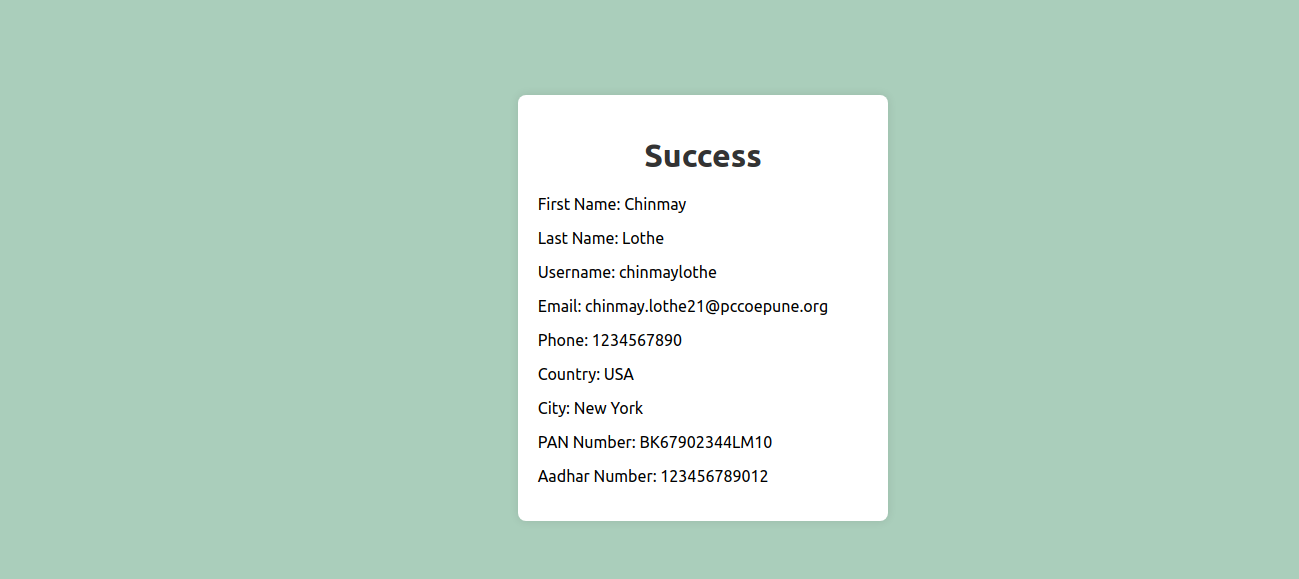 Success
First Name: Chinmay
Last Name: Lothe
Username: chinmaylothe
Email: chinmay.lothe21@pccoepune.org
Phone: 1234567890
Country: USA
City: New York
PAN Number: BK67902344LM10
Aadhar Number: 123456789012